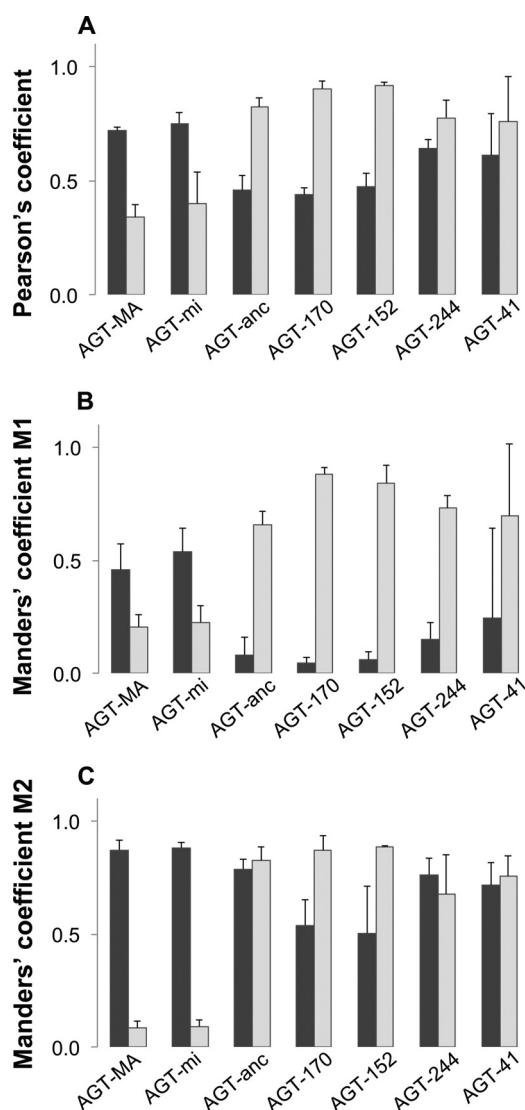 A
Pearson's coefficient
1.0
0.5
0.0
AGT-MA
AGT-mi
AGT-anc
AGT-170
AGT-152
AGT-244
AGT-41
B
Manders' coefficient M1
1.0
0.5
0.0
AGT-MA
AGT-mi
AGT-anc
AGT-170
AGT-152
AGT-244
AGT-41
C
Manders' coefficient M2
1.0
0.5
0.0
AGT-MA
AGT-mi
AGT-anc
AGT-170
AGT-152
AGT-244
AGT-41